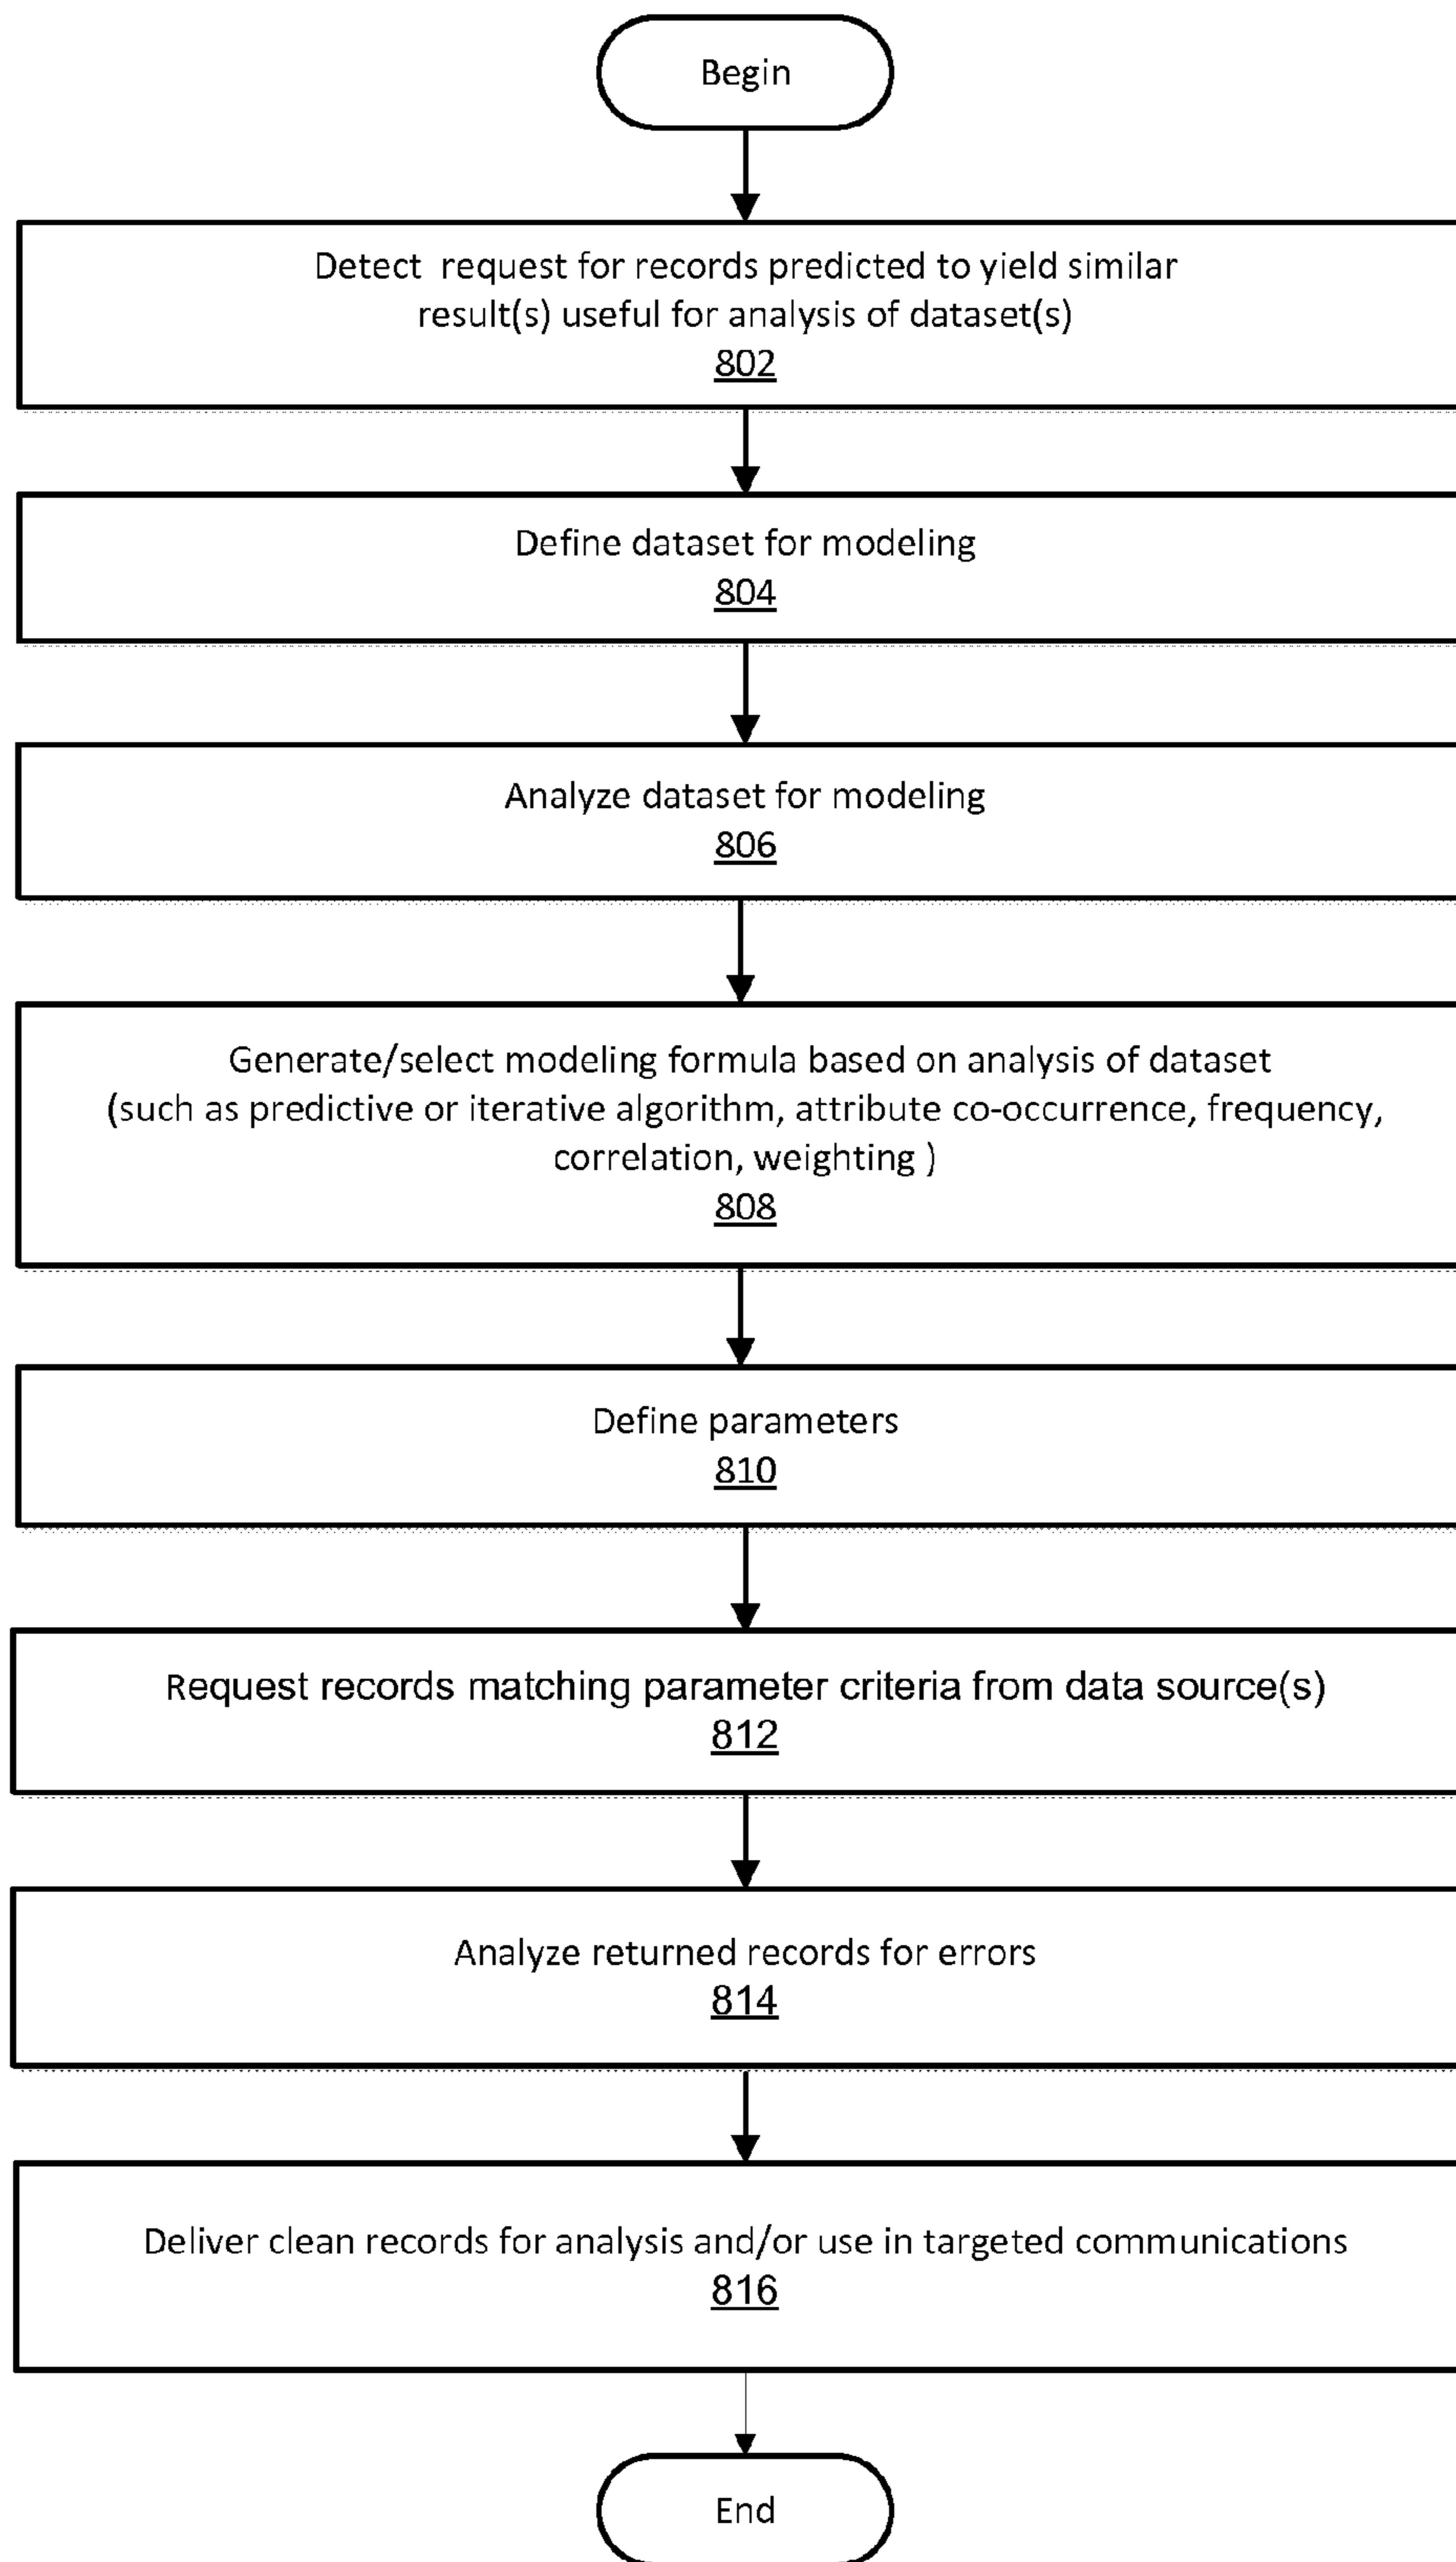 Begin
Detect request for records predicted to yield similar
result(s) useful for analysis of dataset(s)
802
Define dataset for modeling
804
Analyze dataset for modeling
806
Generate/select modeling formula based on analysis of dataset
(such as predictive or iterative algorithm, attribute co-occurrence, frequency,
correlation, weighting )
808
Define parameters
810
Request records matching parameter criteria from data source(s)
812
Analyze returned records for errors
814
Deliver clean records for analysis and/or use in targeted communications
816
End